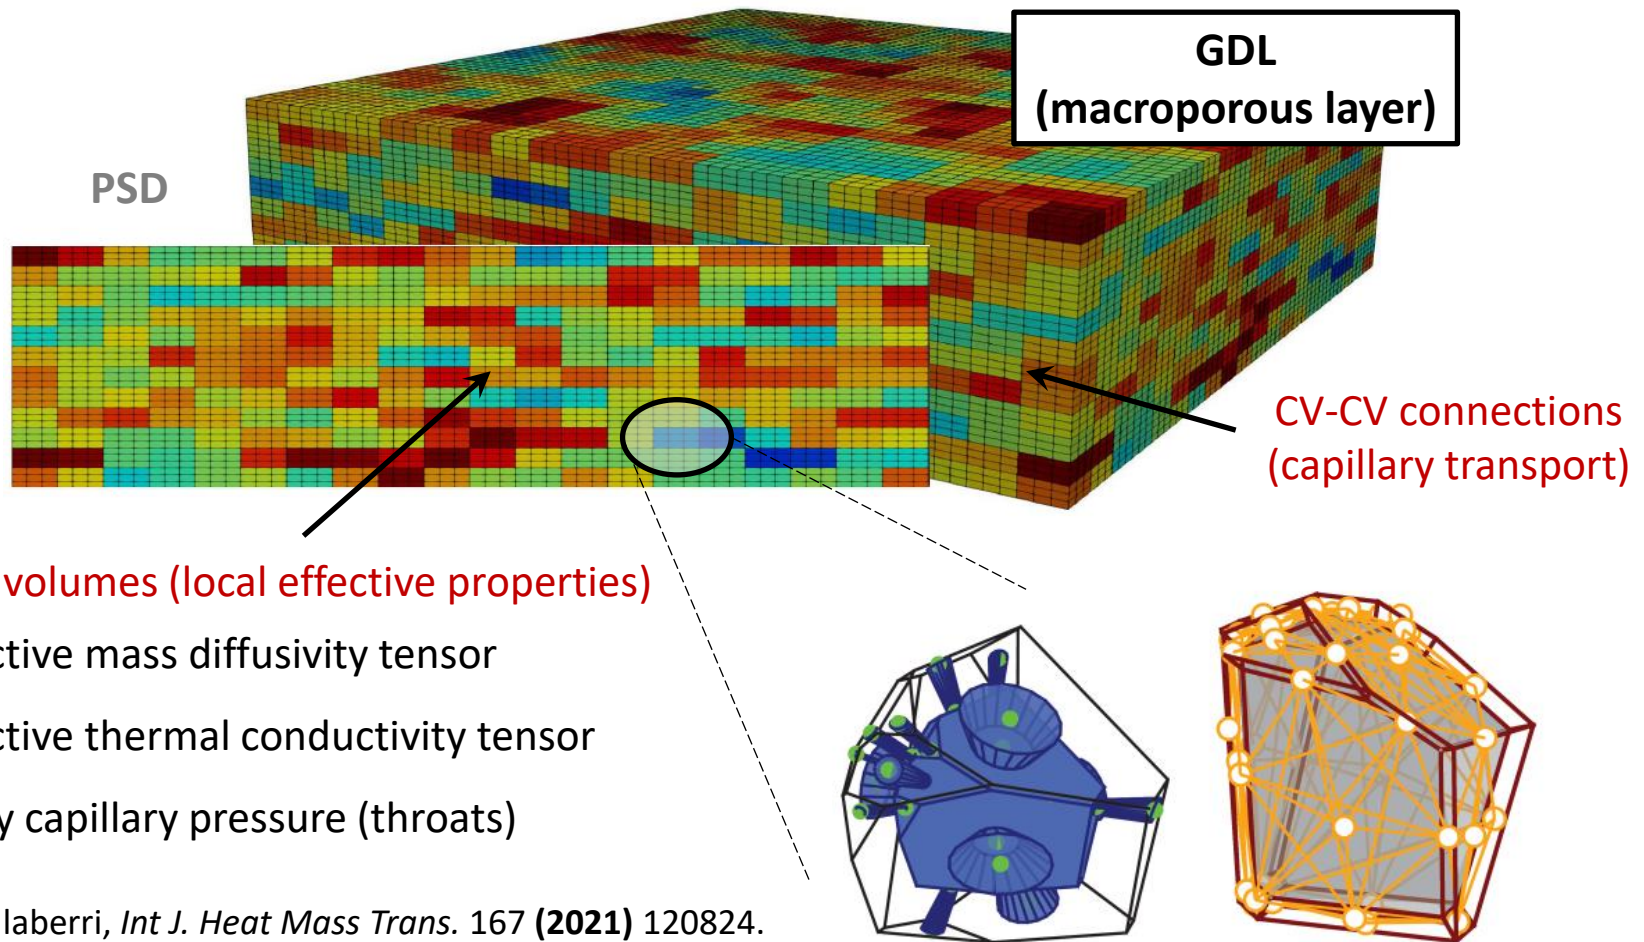 GDL
(macroporous layer)
PSD
CV-CV connections
(capillary transport)
volumes (local effective properties)
ctive mass diffusivity tensor
ctive thermal conductivity tensor
y capillary pressure (throats)
laberri, Int J. Heat Mass Trans. 167 (2021) 120824.